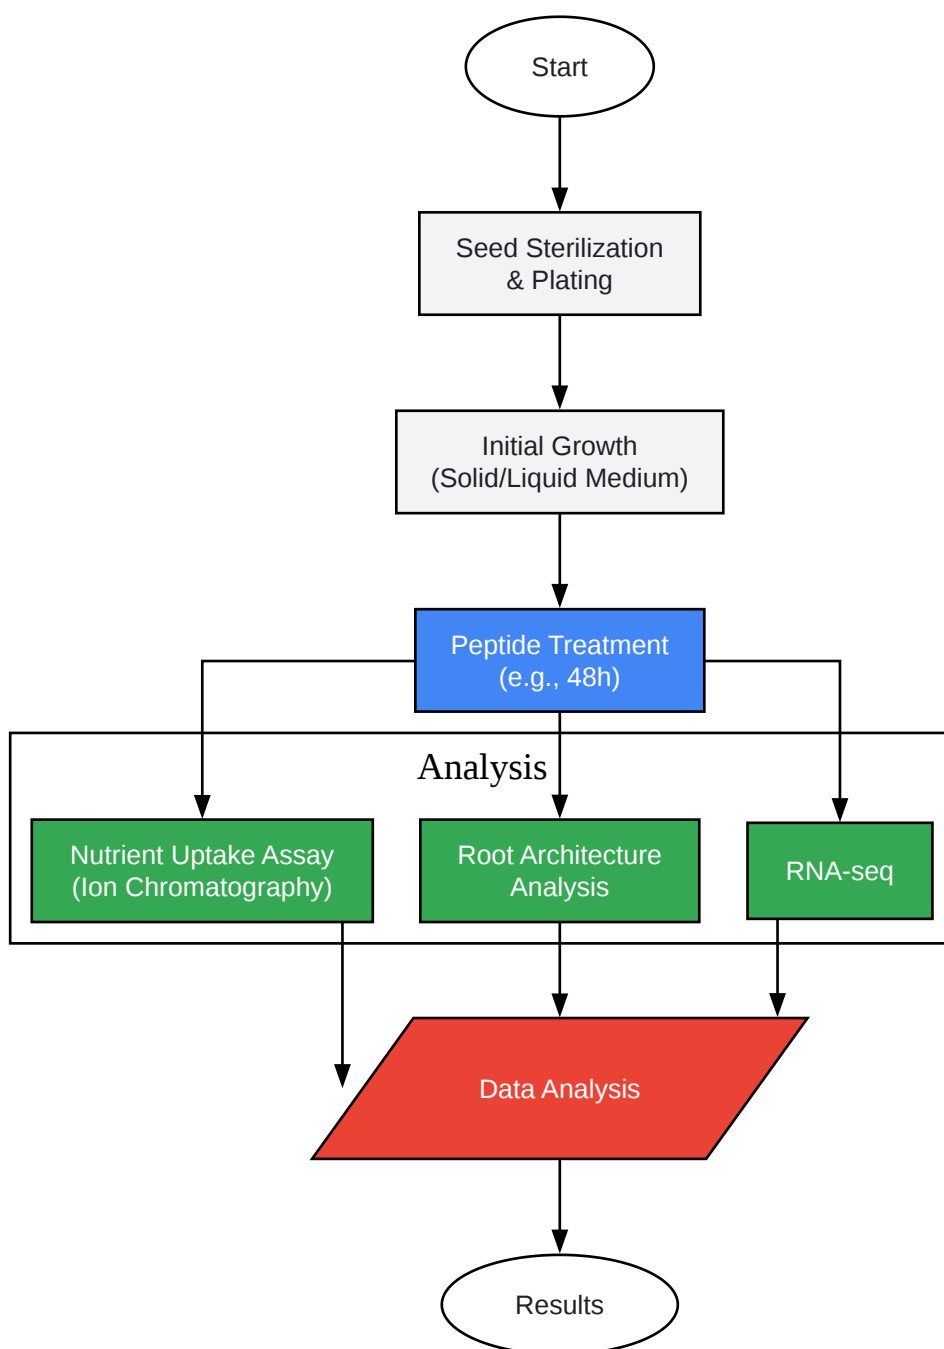 Start
Seed Sterilization
& Plating
Initial Growth
(Solid/Liquid Medium)
Peptide Treatment
(e.g., 48h)
Analysis
Nutrient Uptake Assay
(Ion Chromatography)
Root Architecture
Analysis
RNA-seq
Data Analysis
Results